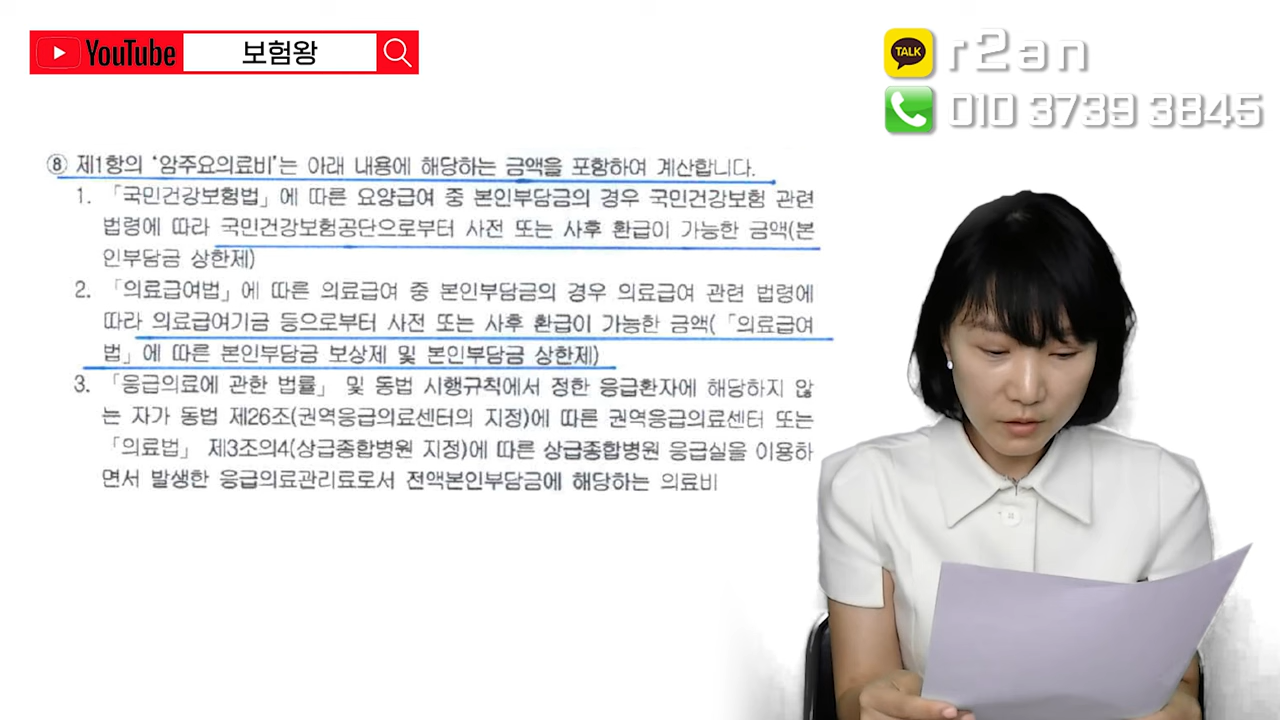 YouTube 보험왕
TALK r2an
010 3739 3845
⑧ 제1항의 '암주요의료비'는 아래 내용에 해당하는 금액을 포함하여 계산합니다.
1. 「국민건강보험법」에 따른 요양급여 중 본인부담금의 경우 국민건강보험 관련
법령에 따라 국민건강보험공단으로부터 사전 또는 사후 환급이 가능한 금액(본
인부담금 상한제)
2. 「의료급여법」에 따른 의료급여 중 본인부담금의 경우 의료급여 관련 법령에
따라 의료급여기금 등으로부터 사전 또는 사후 환급이 가능한 금액(「의료급여
법」에 따른 본인부담금 보상제 및 본인부담금 상한제)
3. 「응급의료에 관한 법률」 및 동법 시행규칙에서 정한 응급환자에 해당하지 않
는 자가 동법 제26조(권역응급의료센터의 지정)에 따른 권역응급의료센터 또는
「의료법」 제3조의4(상급종합병원 지정)에 따른 상급종합병원 응급실을 이용하
면서 발생한 응급의료관리료로서 전액본인부담금에 해당하는 의료비